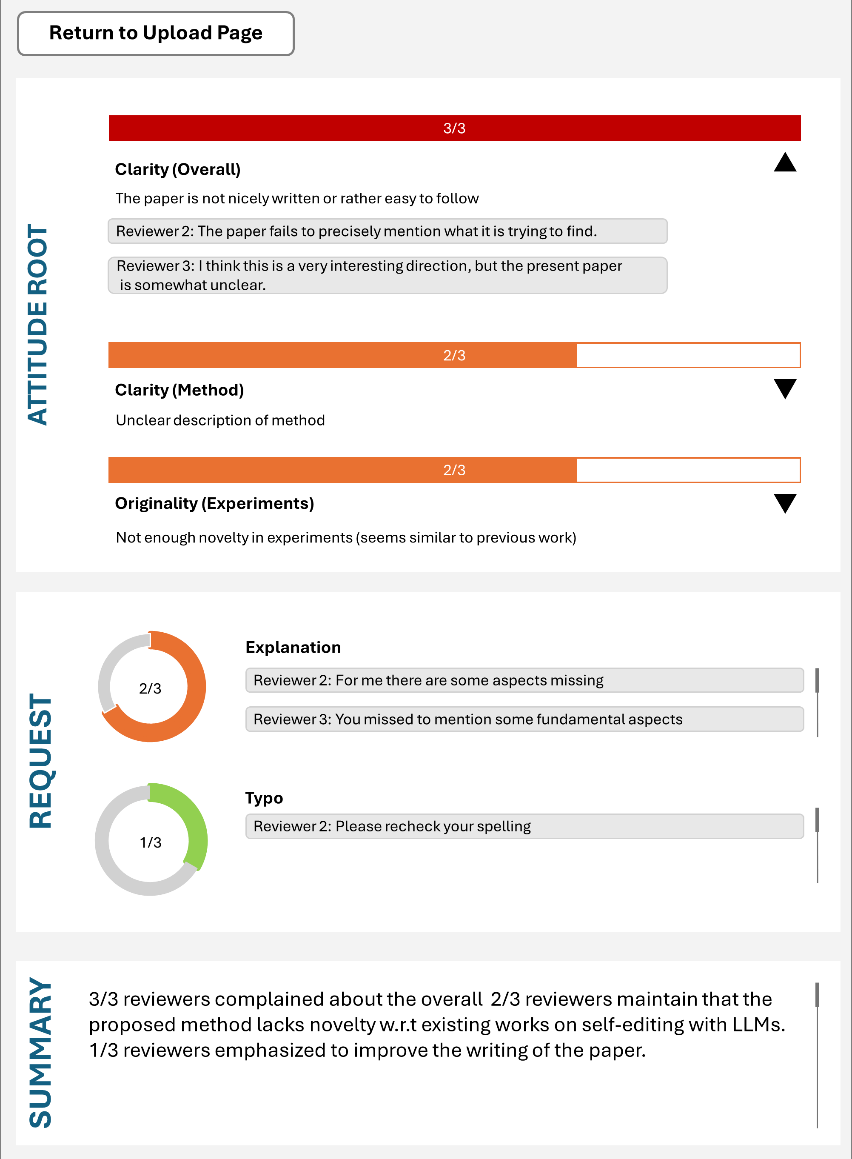 Return to Upload Page
ATTITUDE ROOT
3/3
Clarity (Overall)
The paper is not nicely written or rather easy to follow
Reviewer 2: The paper fails to precisely mention what it is trying to find.
Reviewer 3: I think this is a very interesting direction, but the present paper
is somewhat unclear.
2/3
Clarity (Method)
Unclear description of method
2/3
Originality (Experiments)
Not enough novelty in experiments (seems similar to previous work)
REQUEST
2/3
Explanation
Reviewer 2: For me there are some aspects missing
Reviewer 3: You missed to mention some fundamental aspects
1/3
Typo
Reviewer 2: Please recheck your spelling
SUMMARY
3/3 reviewers complained about the overall  2/3 reviewers maintain that the
proposed method lacks novelty w.r.t existing works on self-editing with LLMs.
1/3 reviewers emphasized to improve the writing of the paper.